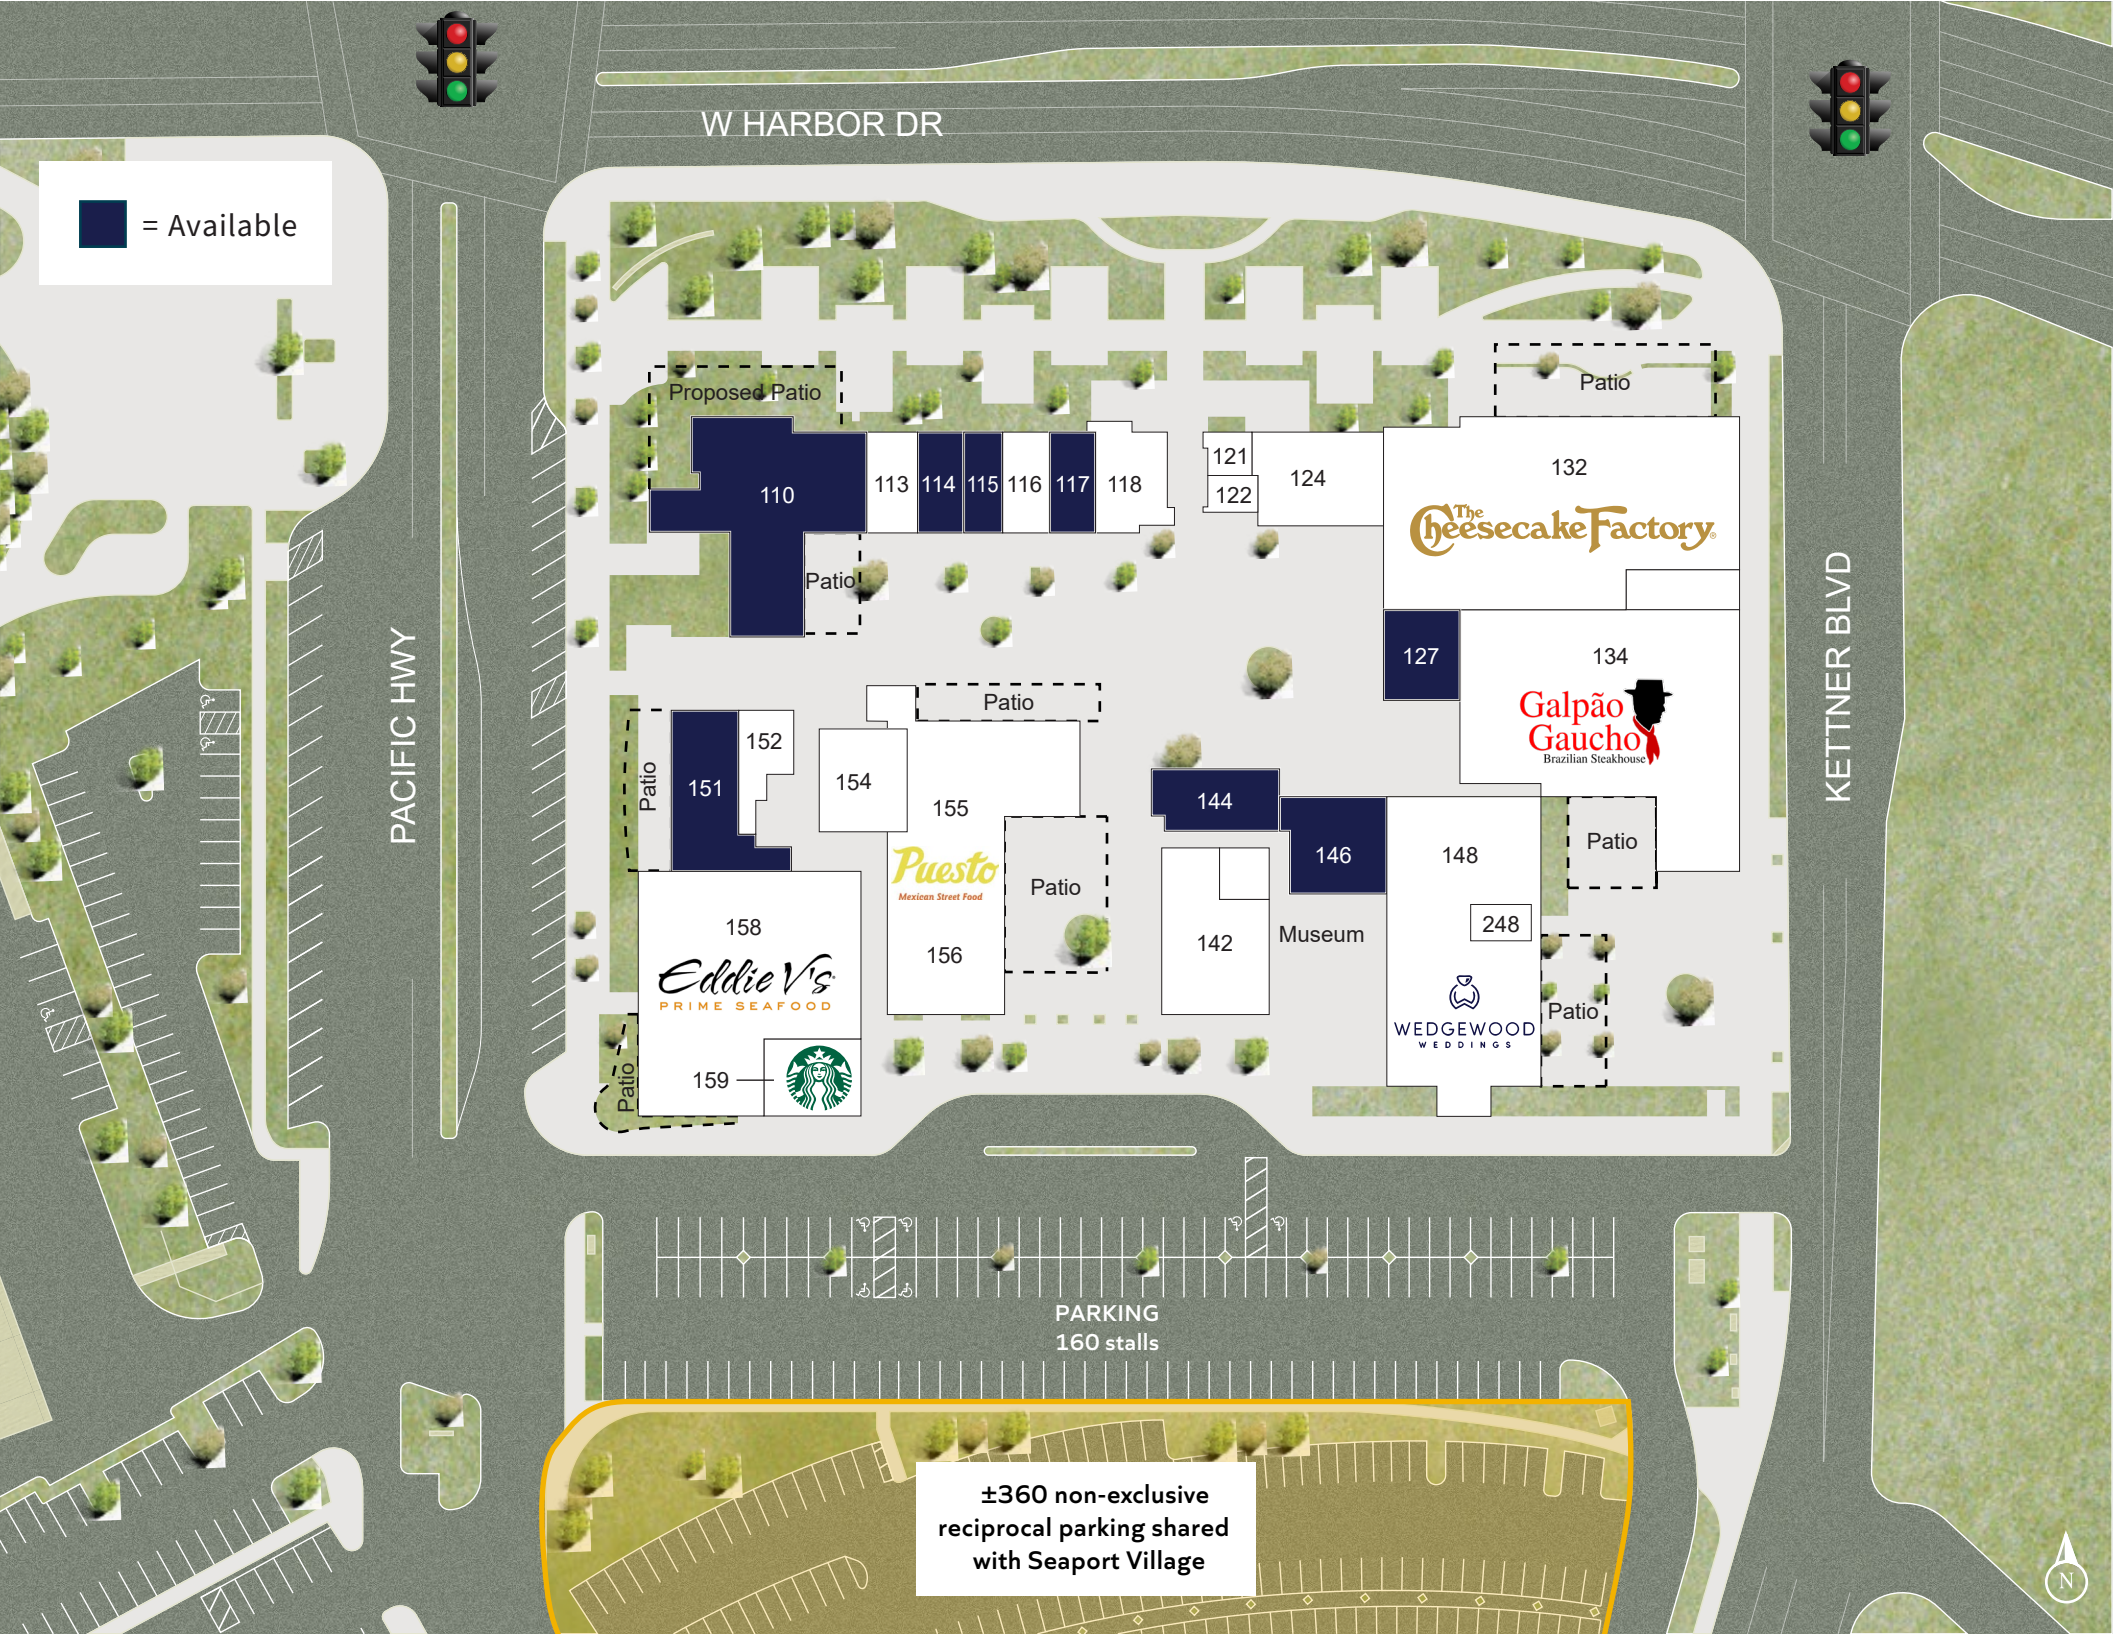 W HARBOR DR
= Available
Proposed Patio
Patio
110
113
114
115
116
117
118
121
122
124
132
The
Cheesecake Factory
Patio
127
134
Galpão
Gaucho
Brazilian Steakhouse
PACIFIC HWY
KETTNER BLVD
Patio
Patio
151
152
154
155
Puesto
Mexican Street Food
156
Patio
144
146
148
Patio
142
Museum
248
WEDGEWOOD
WEDDINGS
Patio
158
Eddie V's
PRIME SEAFOOD
159
Patio
PARKING
160 stalls
±360 non-exclusive
reciprocal parking shared
with Seaport Village
N